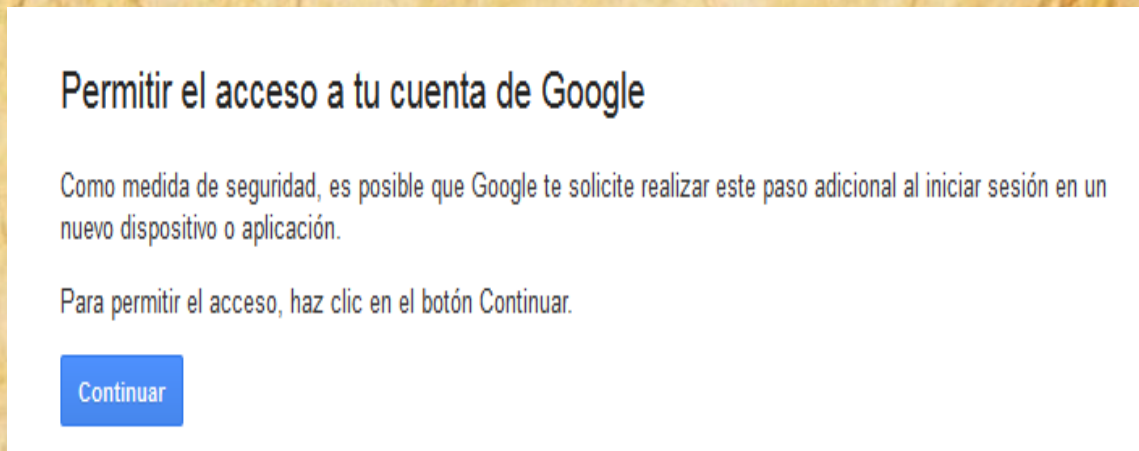 Permitir el acceso a tu cuenta de Google
Como medida de seguridad, es posible que Google te solicite realizar este paso adicional al iniciar sesión en un
nuevo dispositivo o aplicación.
Para permitir el acceso, haz clic en el botón Continuar.
Continuar